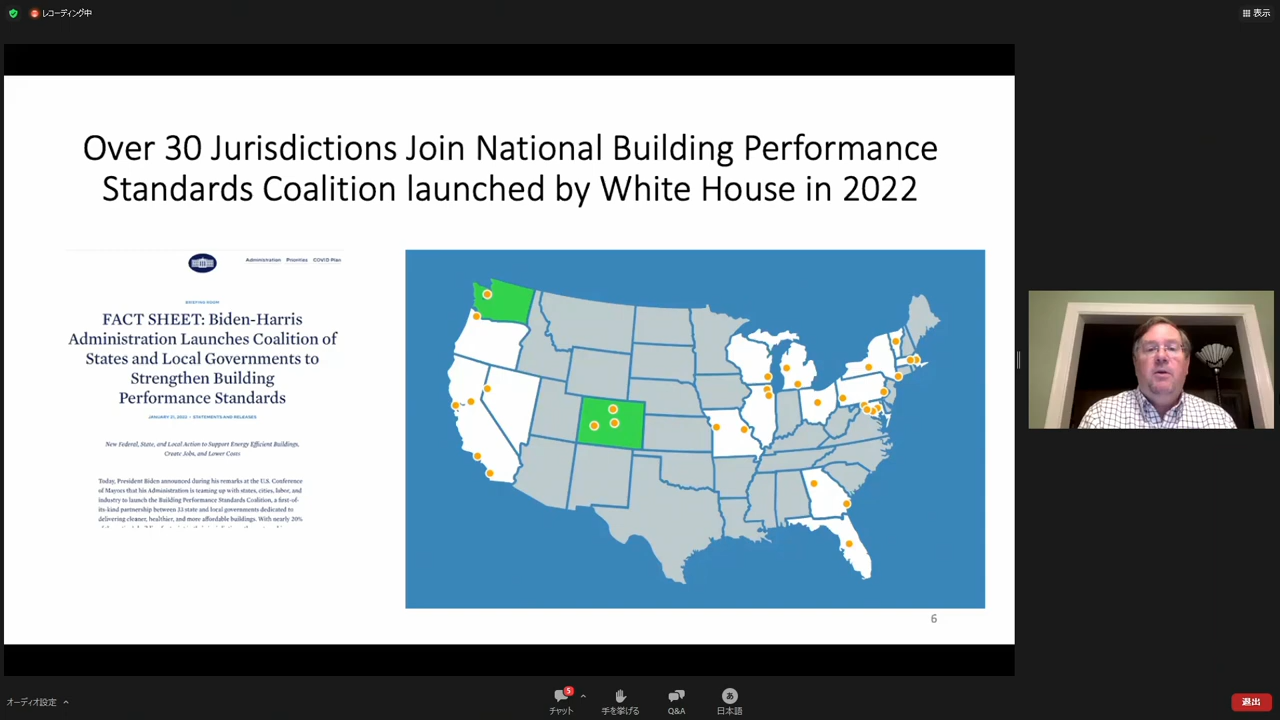 レコーディング中
表示
Over 30 Jurisdictions Join National Building Performance
Standards Coalition launched by White House in 2022
Administration Priorities COVID Plan
BRIEFING ROOM
FACT SHEET: Biden-Harris
Administration Launches Coalition of
States and Local Governments to
Strengthen Building
Performance Standards
JANUARY 21, 2022 • STATEMENTS AND RELEASES
New Federal, State, and Local Action to Support Energy Efficient Buildings,
Create Jobs, and Lower Costs
Today, President Biden announced during his remarks at the U.S. Conference
of Mayors that his Administration is teaming up with states, cities, labor, and
industry to launch the Building Performance Standards Coalition, a first-of-
its-kind partnership between 33 state and local governments dedicated to
delivering cleaner, healthier, and more affordable buildings. With nearly 20%
6
オーディオ設定
5
チャット
手を挙げる
Q&A
あ
日本語
退出